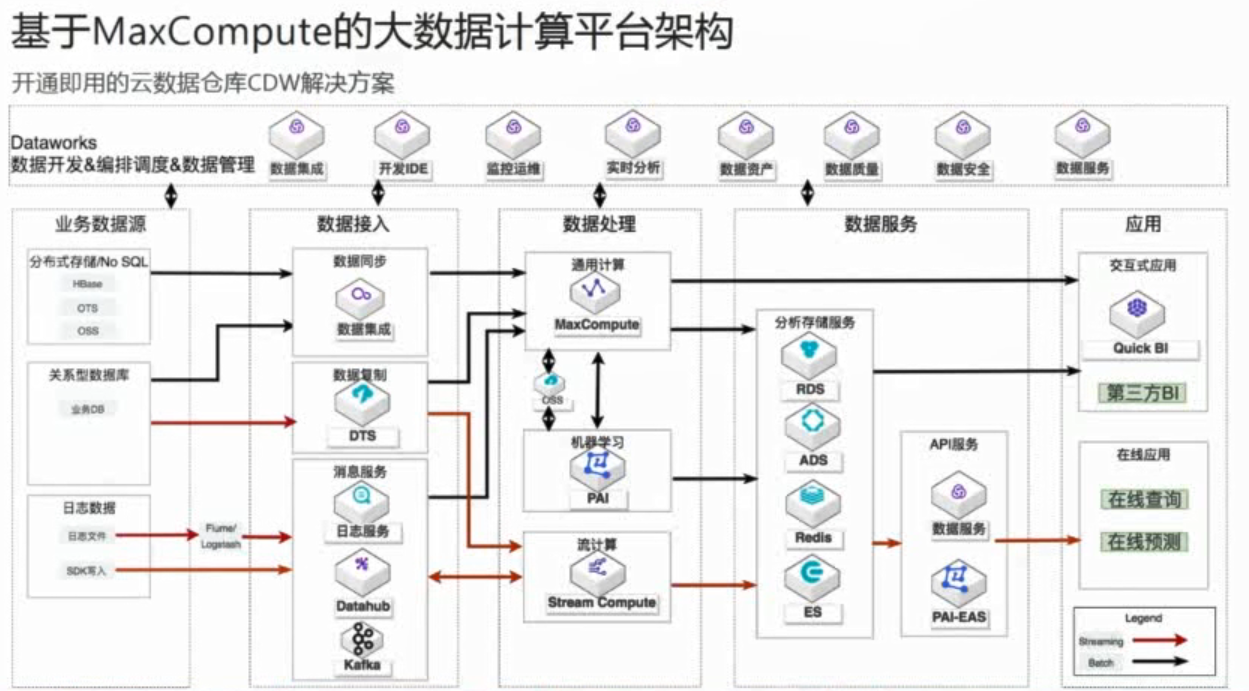 基于MaxCompute的大数据计算平台架构
开通即用的云数据仓库CDW解决方案
Dataworks
数据开发&编排调度&数据管理
数据集成
开发IDE
监控运维
实时分析
数据资产
数据质量
数据安全
数据服务
业务数据源
分布式存储/No SQL
HBase
OTS
OSS
关系型数据库
业务DB
日志数据
日志文件
SDK写入
Flume/
Logstash
数据接入
数据同步
数据集成
数据复制
DTS
消息服务
日志服务
Datahub
Kafka
数据处理
通用计算
MaxCompute
OSS
机器学习
PAI
流计算
Stream Compute
数据服务
分析存储服务
RDS
ADS
Redis
ES
API服务
数据服务
PAI-EAS
应用
交互式应用
Quick BI
第三方BI
在线应用
在线查询
在线预测
Legend
Streaming
Batch